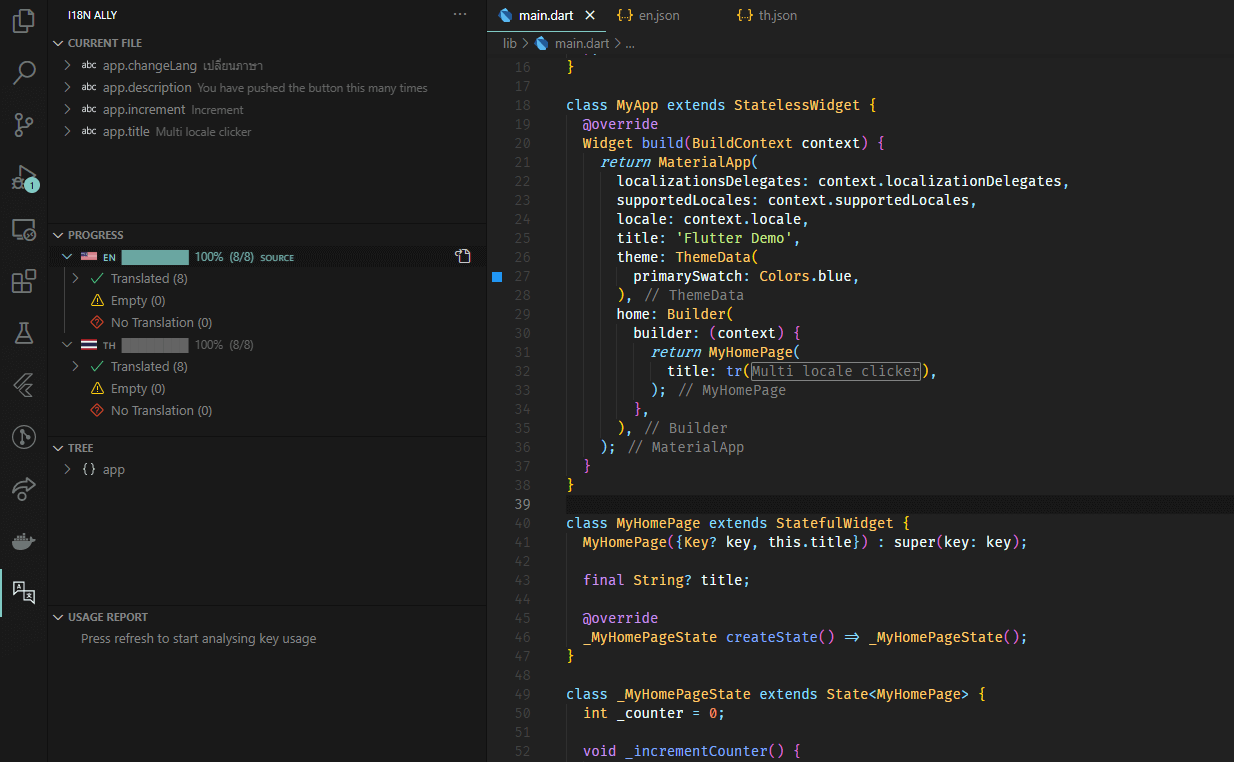 I18N ALLY
CURRENT FILE
app.changeLang เปลี่ยนภาษา
app.description You have pushed the button this many times
app.increment Increment
app.title Multi locale clicker
1
PROGRESS
EN 100% (8/8) SOURCE
Translated (8)
Empty (0)
No Translation (0)
TH 100% (8/8)
Translated (8)
Empty (0)
No Translation (0)
TREE
{} app
USAGE REPORT
Press refresh to start analysing key usage
main.dart
en.json
th.json
lib > main.dart > ...
16 }
17
18 class MyApp extends StatelessWidget {
19 @override
20 Widget build(BuildContext context) {
21 return MaterialApp(
22 localizationsDelegates: context.localizationDelegates,
23 supportedLocales: context.supportedLocales,
24 locale: context.locale,
25 title: 'Flutter Demo',
26 theme: ThemeData(
27 primarySwatch: Colors.blue,
28 ), // ThemeData
29 home: Builder(
30 builder: (context) {
31 return MyHomePage(
32 title: tr(Multi locale clicker),
33 ); // MyHomePage
34 },
35 ), // Builder
36 ); // MaterialApp
37 }
38 }
39
40 class MyHomePage extends StatefulWidget {
41 MyHomePage({Key? key, this.title}) : super(key: key);
42
43 final String? title;
44
45 @override
46 _MyHomePageState createState() => _MyHomePageState();
47 }
48
49 class _MyHomePageState extends State<MyHomePage> {
50 int _counter = 0;
51
52 void _incrementCounter() {